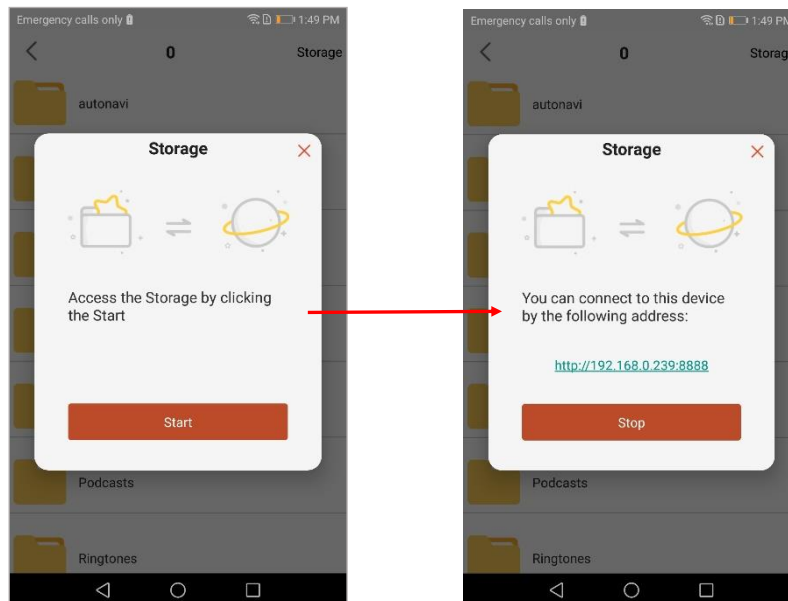 Emergency calls only
1:49 PM
0
Storage
autonavi
Storage
Access the Storage by clicking
the Start
Start
Podcasts
Ringtones
Emergency calls only
1:49 PM
0
Storag
autonavi
Storage
You can connect to this device
by the following address:
http://192.168.0.239:8888
Stop
Podcasts
Ringtones